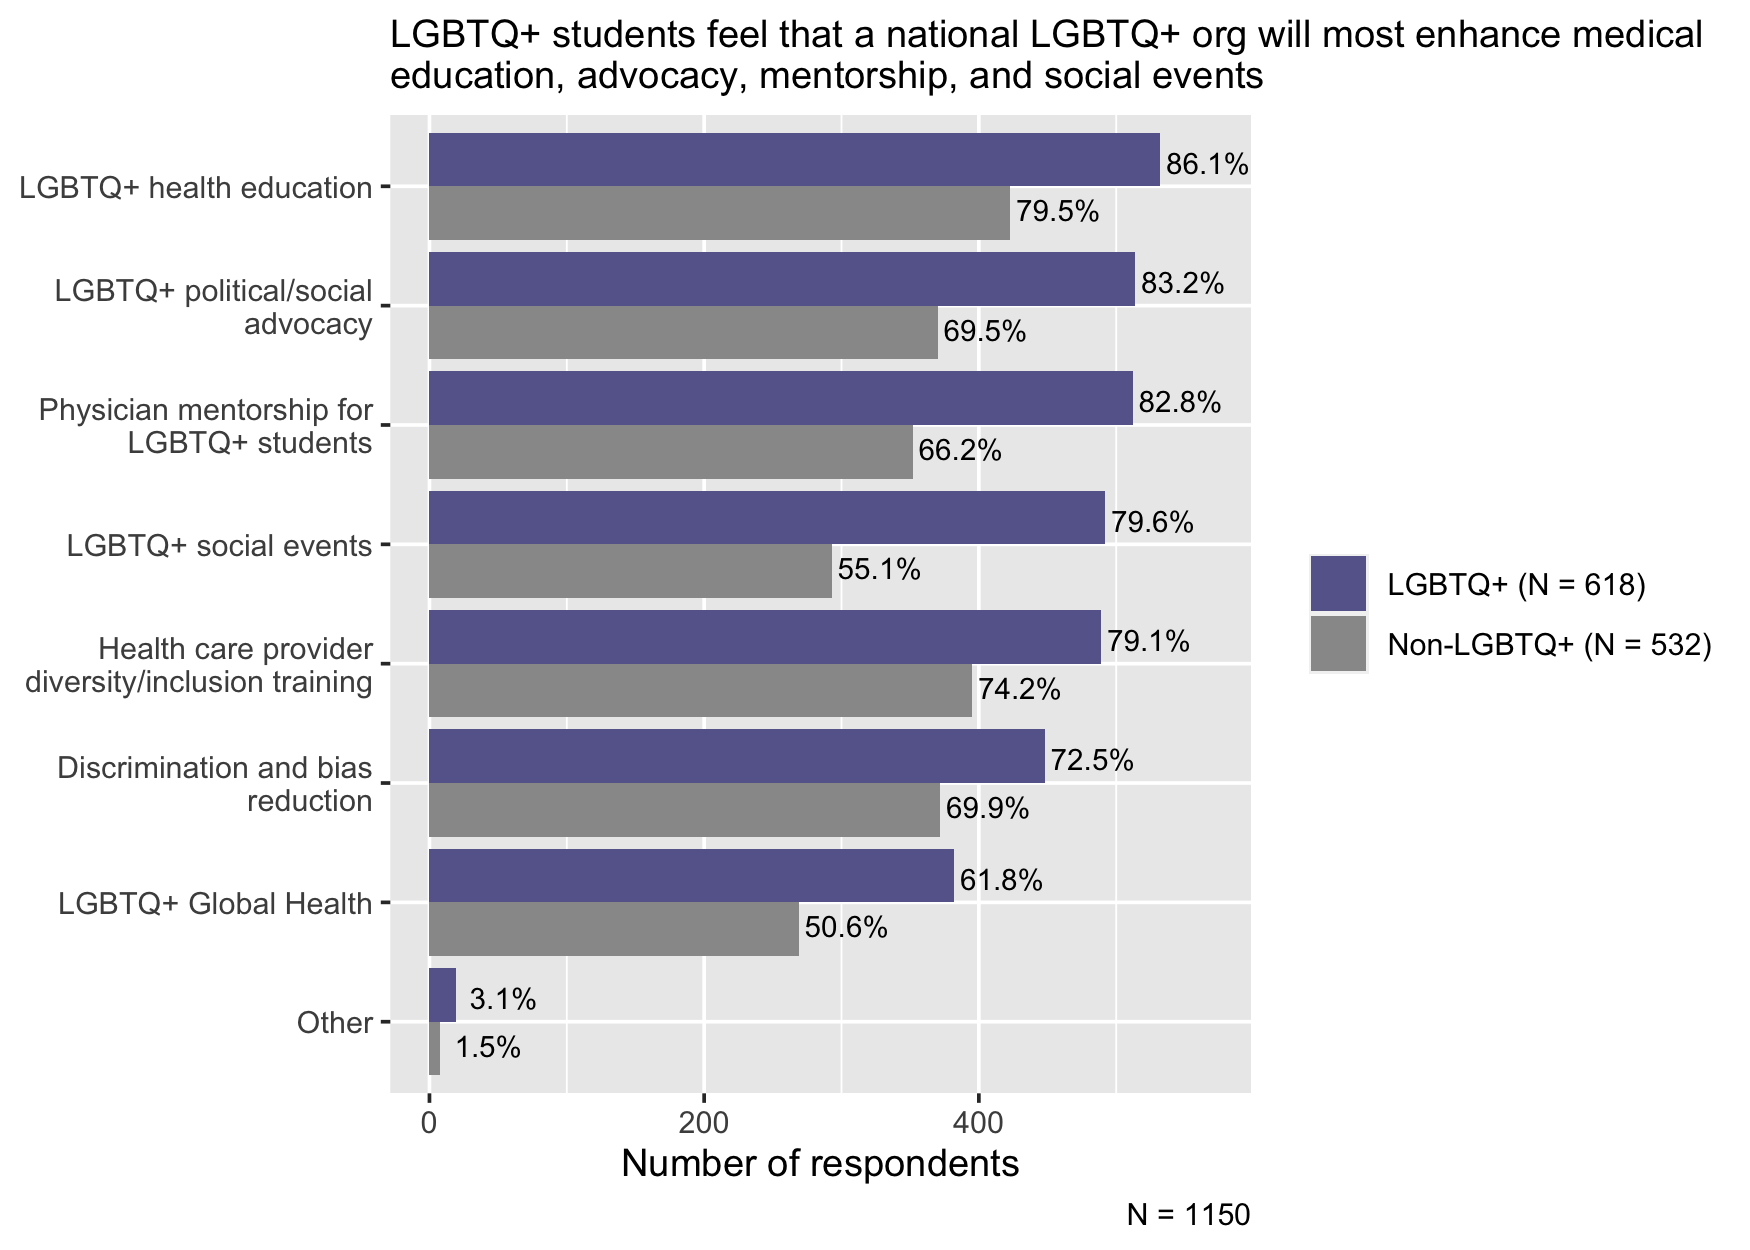 LGBTQ+ students feel that a national LGBTQ+ org will most enhance medical
education, advocacy, mentorship, and social events
LGBTQ+ health education
86.1%
79.5%
LGBTQ+ political/social
advocacy
83.2%
69.5%
Physician mentorship for
LGBTQ+ students
82.8%
66.2%
LGBTQ+ social events
79.6%
55.1%
Health care provider
diversity/inclusion training
79.1%
74.2%
Discrimination and bias
reduction
72.5%
69.9%
LGBTQ+ Global Health
61.8%
50.6%
Other
3.1%
1.5%
0
200
400
Number of respondents
LGBTQ+ (N = 618)
Non-LGBTQ+ (N = 532)
N = 1150